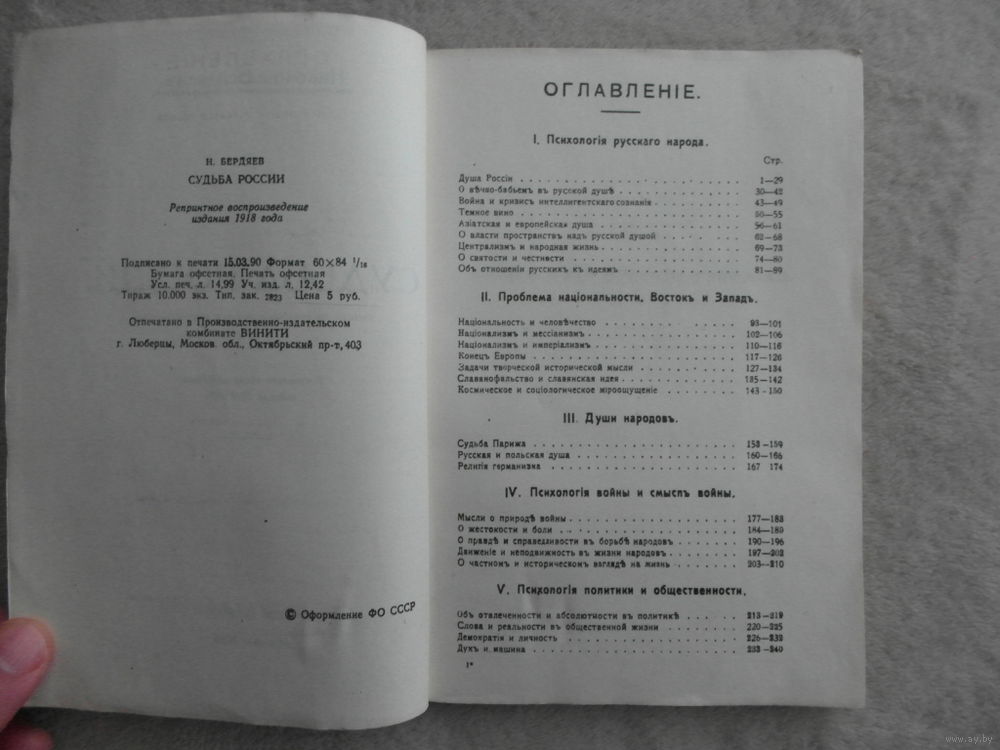 Н. БЕРДЯЕВ
СУДЬБА РОССИИ
Репринтное воспроизведение
издания 1918 года
Подписано к печати 15.03.90 Формат 60×84 1/16
Бумага офсетная. Печать офсетная
Усл. печ. л. 14,99 Уч. изд. л. 12,42
Тираж 10.000 экз. Тип. зак. 2823 Цена 5 руб.
Отпечатано в Производственно-издательском
комбинате ВИНИТИ
г. Люберцы, Москов. обл., Октябрьский пр-т, 403
© Оформление ФО СССР
ОГЛАВЛЕНІЕ.
I. Психологія русскаго народа.
Стр.
Душа Россіи 1—29
О вѣчно-бабьемъ въ русской душѣ 30—42
Война и кризисъ интеллигентскаго сознанія 43—49
Темное вино 50—55
Азіатская и европейская душа 56—61
О власти пространствъ надъ русской душой 62—68
Централизмъ и народная жизнь 69—73
О святости и честности 74—80
Объ отношеніи русскихъ къ идеямъ 81—89
II. Проблема національности, Востокъ и Западъ.
Національность и человѣчество 93—101
Націонализмъ и мессіанизмъ 102—106
Націонализмъ и имперіализмъ 110—116
Конецъ Европы 117—126
Задачи творческой исторической мысли 127—134
Славянофильство и славянская идея 135—142
Космическое и соціологическое мироощущеніе 143-150
III. Души народовъ.
Судьба Парижа 153-159
Русская и польская душа 160—166
Религія германизма 167 174
IV. Психологія войны и смыслъ войны.
Мысли о природѣ войны 177—183
О жестокости и боли 184—189
О правдѣ и справедливости въ борьбѣ народовъ 190—196
Движеніе и неподвижность въ жизни народовъ 197—202
О частномъ и историческомъ взглядѣ на жизнь 203—210
V. Психологія политики и общественности.
Объ отвлеченности и абсолютности въ политикѣ 213—219
Слова и реальности въ общественной жизни 220—225
Демократія и личность 226—232
Духъ и машина 233-240
1*
www.ay.by